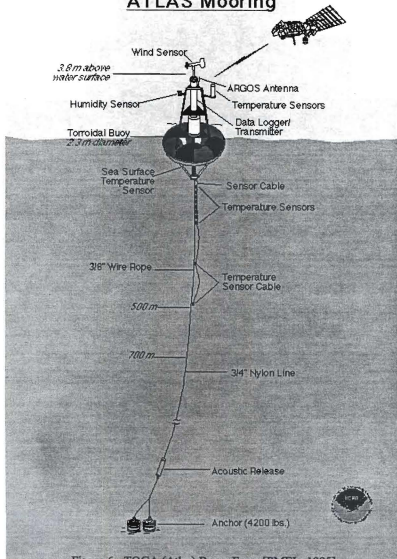 ATLAS Mooring
Wind Sensor
3.8 m above
water surface
ARGOS Antenna
Humidity Sensor
Temperature Sensors
Data Logger/
Transmitter
Torroidal Buoy
2.3 m diameter
Sea Surface
Temperature
Sensor
Sensor Cable
Temperature Sensors
3/8" Wire Rope
Temperature
Sensor Cable
500 m
700 m
3/4" Nylon Line
Acoustic Release
Anchor (4200 lbs.)